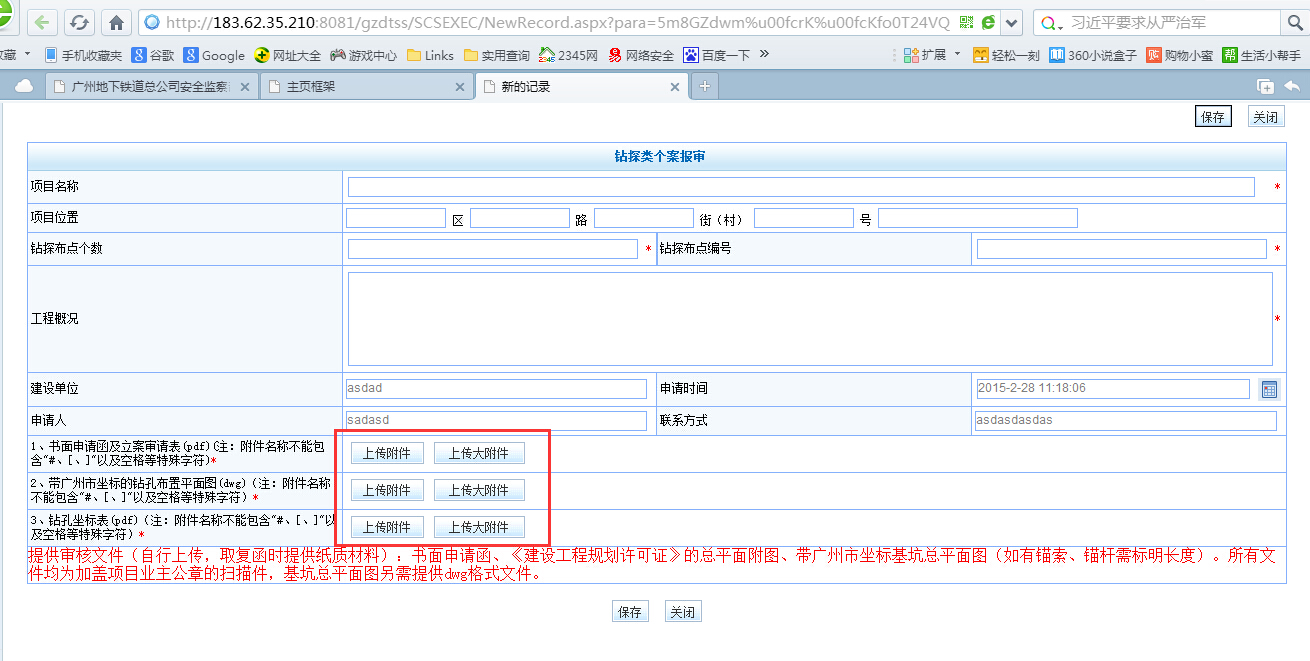 http://183.62.35.210:8081/gzdtss/SCSEXEC/NewRecord.aspx?para=5m8GZdwm%u00fcrK%u00fcKfo0T24VQ 习近平要求从严治军
收藏 手机收藏夹 谷歌 Google 网址大全 游戏中心 Links 实用查询 2345网 网络安全 百度一下 » 扩展 轻松一刻 360小说盒子 购物小蜜 生活小帮手
广州地下铁道总公司安全监察 主页框架 新的记录
保存 关闭
钻探类个案报审
项目名称 *
项目位置 区 路 街（村） 号
钻探布点个数 * 钻探布点编号 *
工程概况 *
建设单位 asdad 申请时间 2015-2-28 11:18:06
申请人 sadasd 联系方式 asdasdasdas
1、书面申请函及立案审请表(pdf)(注：附件名称不能包
含“#、[、]”以及空格等特殊字符)* 上传附件 上传大附件
2、带广州市坐标的钻孔布置平面图(dwg)（注：附件名称
不能包含“#、[、]”以及空格等特殊字符）* 上传附件 上传大附件
3、钻孔坐标表(pdf)（注：附件名称不能包含“#、[、]”以
及空格等特殊字符）* 上传附件 上传大附件
提供审核文件（自行上传，取复函时提供纸质材料）：书面申请函、《建设工程规划许可证》的总平面附图、带广州市坐标基坑总平面图（如有锚索、锚杆需标明长度）。所有文
件均为加盖项目业主公章的扫描件，基坑总平面图另需提供dwg格式文件。
保存 关闭